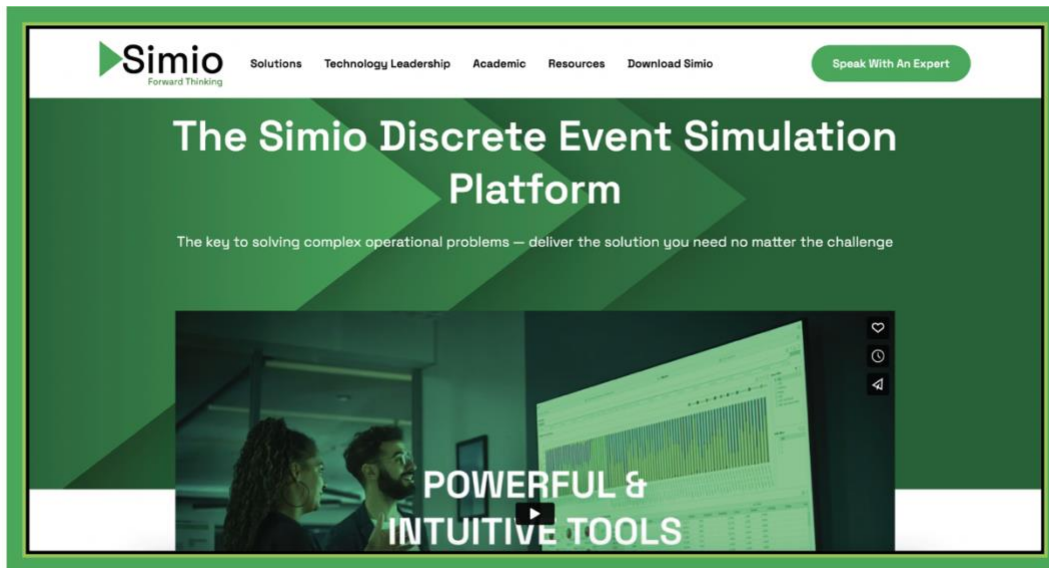 Simio
Forward Thinking
Solutions
Technology Leadership
Academic
Resources
Download Simio
Speak With An Expert
The Simio Discrete Event Simulation
Platform
The key to solving complex operational problems — deliver the solution you need no matter the challenge
POWERFUL &
INTUITIVE TOOLS